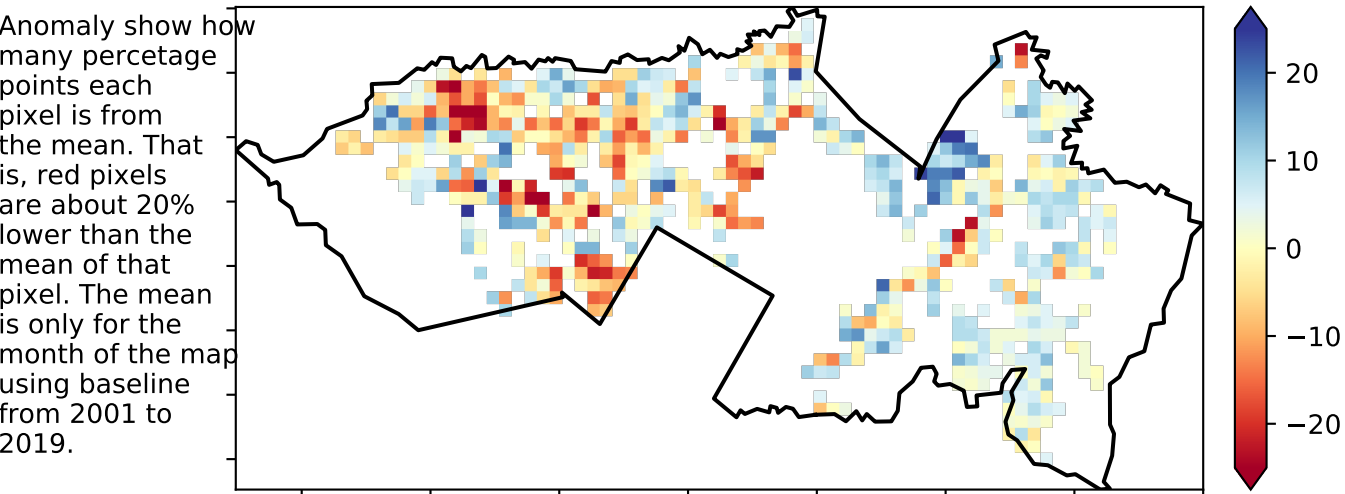 Anomaly show how
many percetage
points each
pixel is from
the mean. That
is, red pixels
are about 20%
lower than the
mean of that
pixel. The mean
is only for the
month of the map
using baseline
from 2001 to
2019.
20
10
0
−10
−20